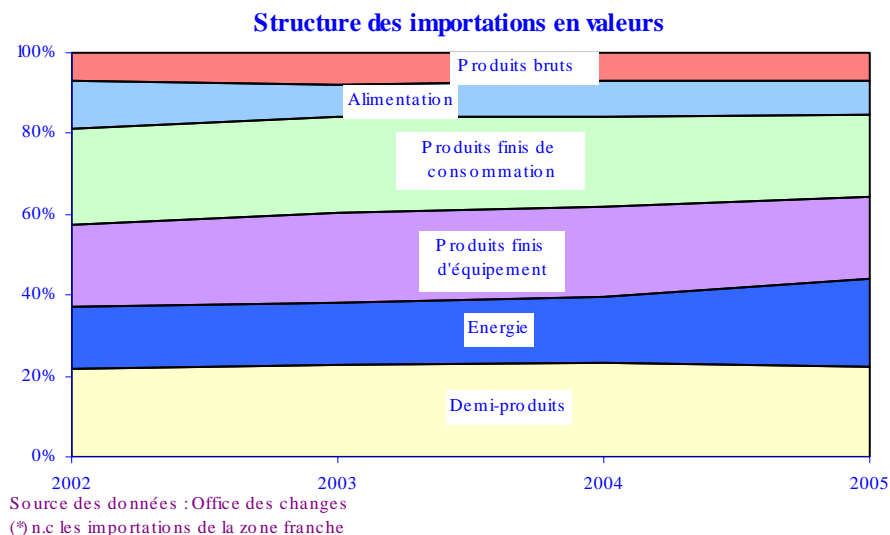 Structure des importations en valeurs
100%
80%
60%
40%
20%
0%
Produits bruts
Alimentation
Produits finis de
consommation
Produits finis
d'équipement
Energie
Demi-produits
2002 2003 2004 2005
Source des données : Office des changes
(*) n.c les importations de la zone franche